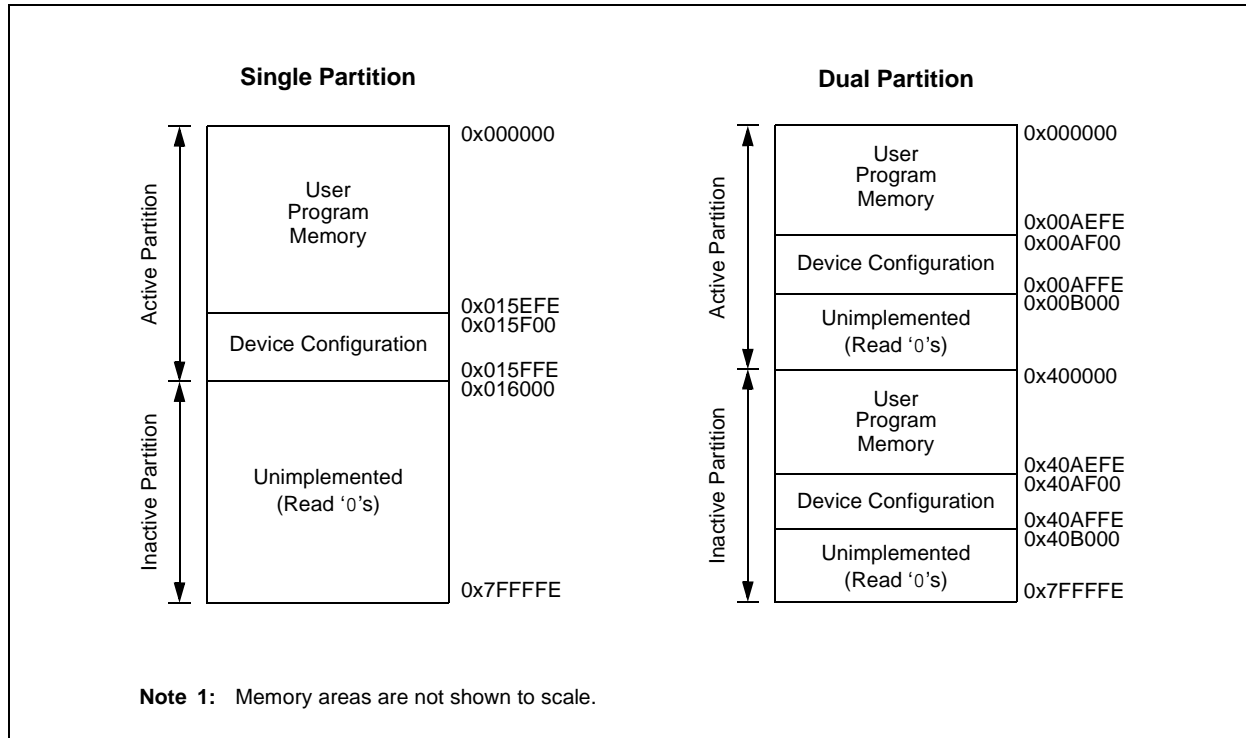 Single Partition
Active Partition
0x000000
User
Program
Memory
0x015EFE
0x015F00
Device Configuration
0x015FFE
0x016000
Inactive Partition
Unimplemented
(Read ‘0’s)
0x7FFFFE
Dual Partition
Active Partition
0x000000
User
Program
Memory
0x00AEFE
0x00AF00
Device Configuration
0x00AFFE
0x00B000
Unimplemented
(Read ‘0’s)
Inactive Partition
0x400000
User
Program
Memory
0x40AEFE
0x40AF00
Device Configuration
0x40AFFE
0x40B000
Unimplemented
(Read ‘0’s)
0x7FFFFE
Note 1: Memory areas are not shown to scale.